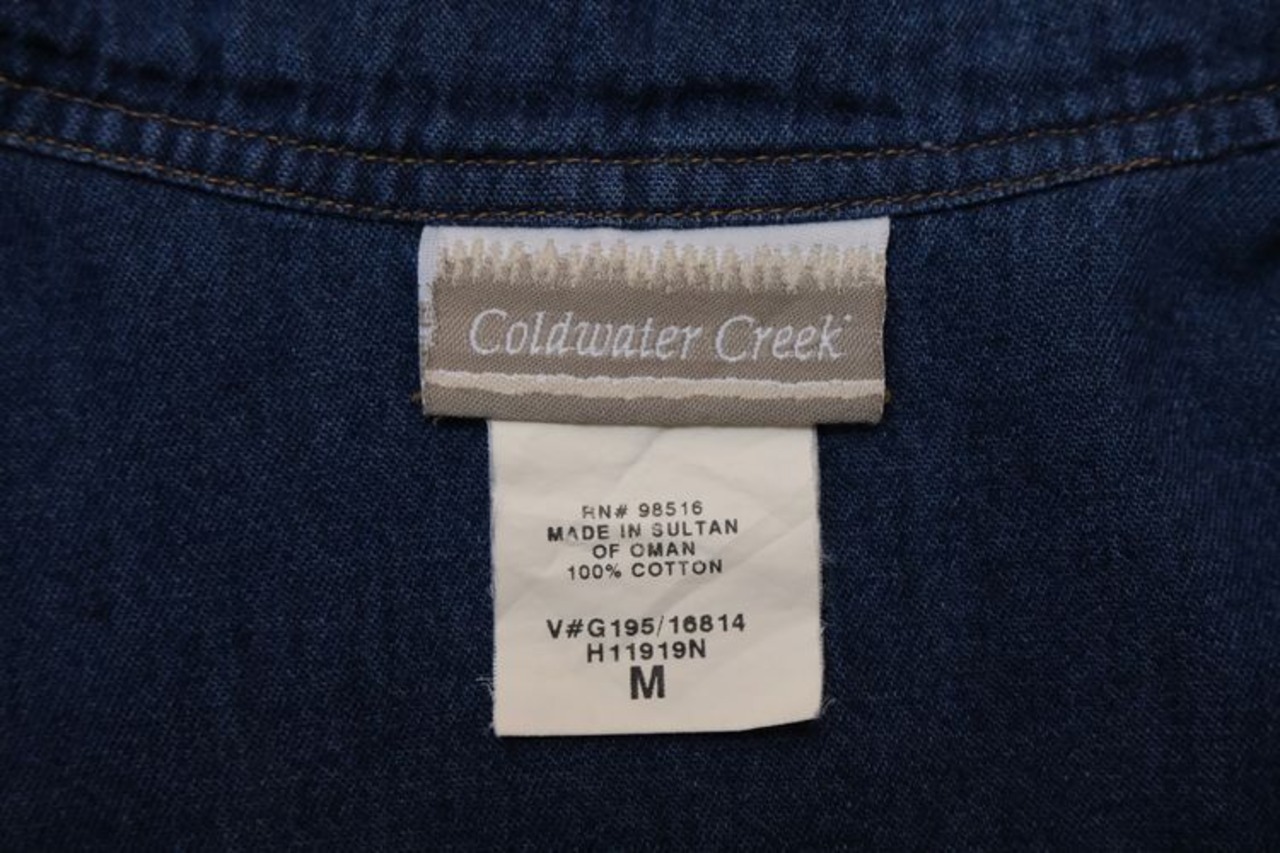 Coldwater Creek
RN# 98516
MADE IN SULTAN
OF OMAN
100% COTTON
V#G195/16814
H11919N
M